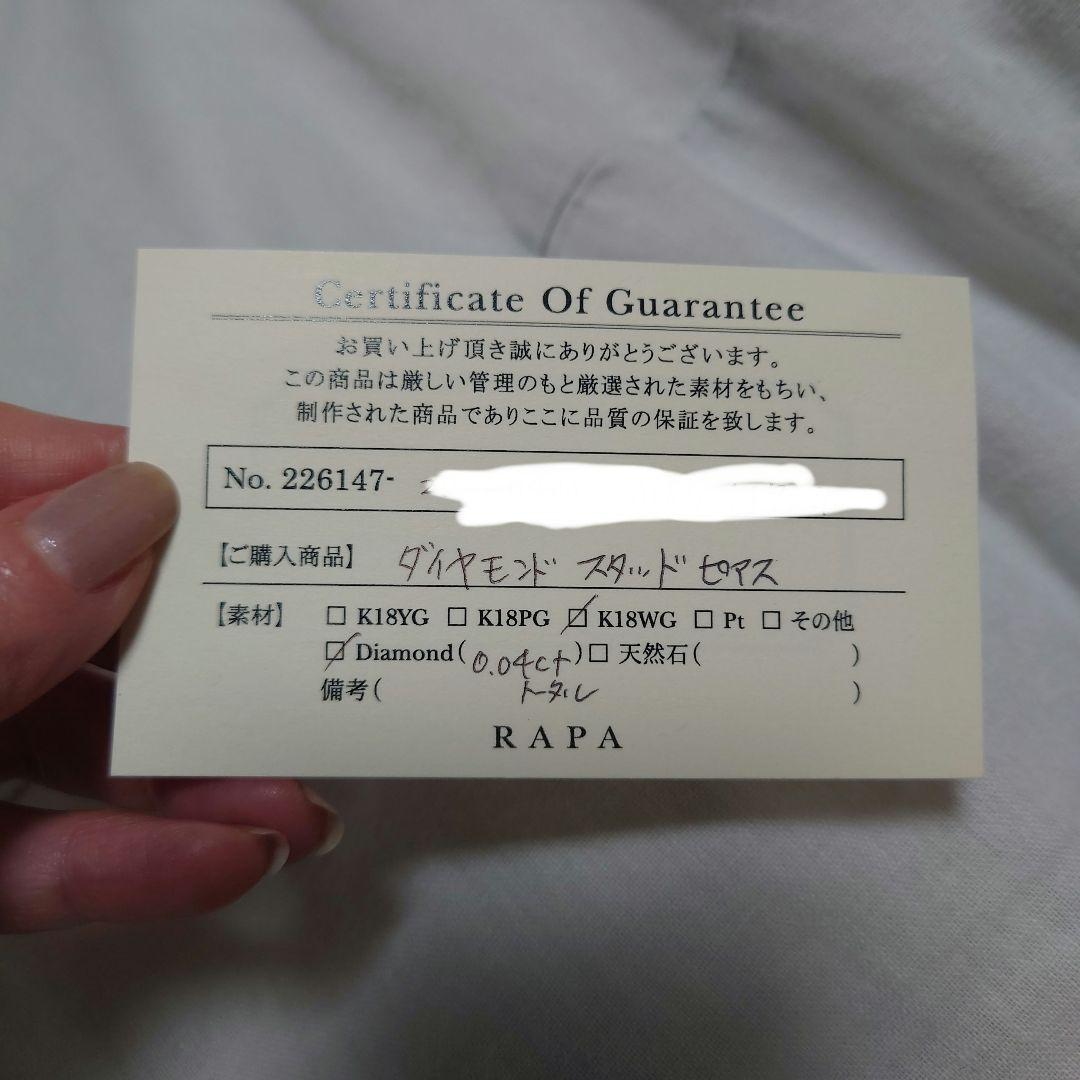 Certificate Of Guarantee
お買い上げ頂き誠にありがとうございます。
この商品は厳しい管理のもと厳選された素材をもちい、
制作された商品でありここに品質の保証を致します。
No. 226147-
【ご購入商品】 ダイヤモンド スタッド ピアス
【素材】 ☐ K18YG ☐ K18PG ☑ K18WG ☐ Pt ☐ その他
☑ Diamond(0.04ct) ☐ 天然石( )
備考( トータル )
RAPA